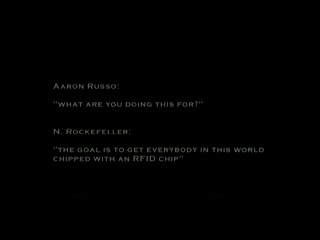 Aaron Russo:
"what are you doing this for?"
N. Rockefeller:
"the goal is to get everybody in this world
chipped with an RFID chip"